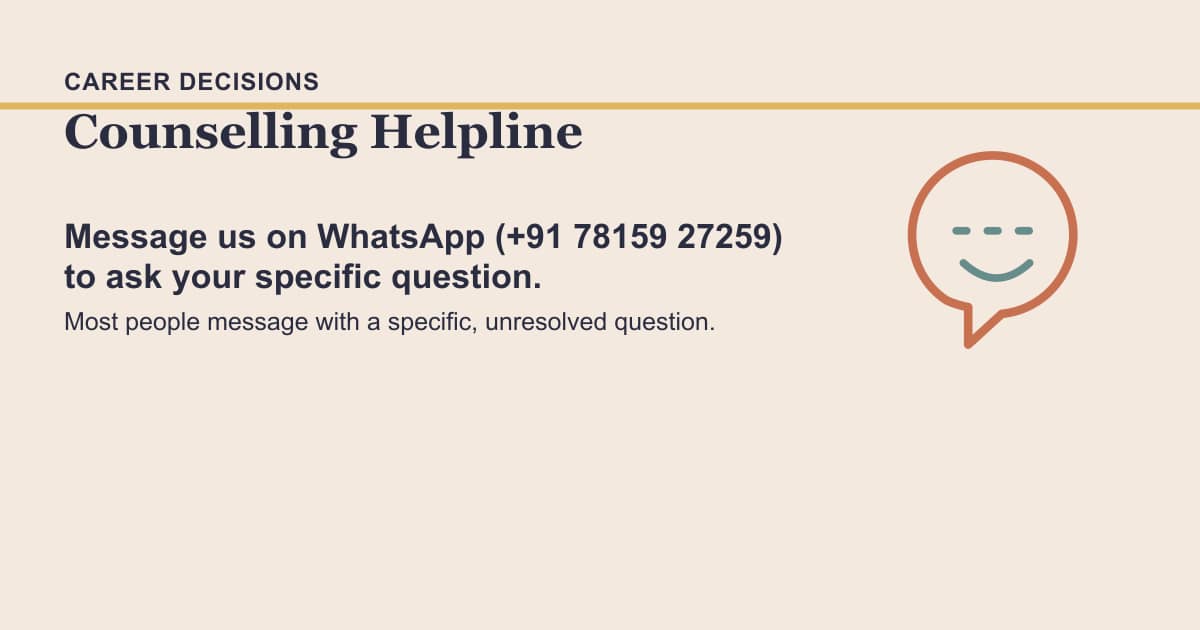 CAREER DECISIONS
Counselling Helpline
Message us on WhatsApp (+91 78159 27259)
to ask your specific question.
Most people message with a specific, unresolved question.